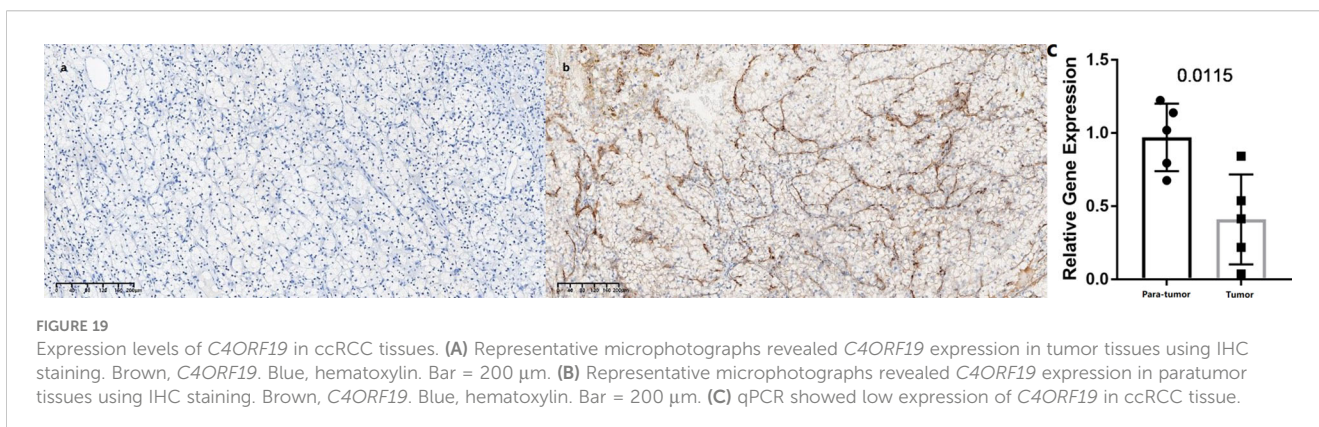 a
b
c
1.5
0.0115
1.0
0.5
0.0
Relative Gene Expression
Para-tumor Tumor
FIGURE 19
Expression levels of C4ORF19 in ccRCC tissues. (A) Representative microphotographs revealed C4ORF19 expression in tumor tissues using IHC
staining. Brown, C4ORF19. Blue, hematoxylin. Bar = 200 μm. (B) Representative microphotographs revealed C4ORF19 expression in paratumor
tissues using IHC staining. Brown, C4ORF19. Blue, hematoxylin. Bar = 200 μm. (C) qPCR showed low expression of C4ORF19 in ccRCC tissue.